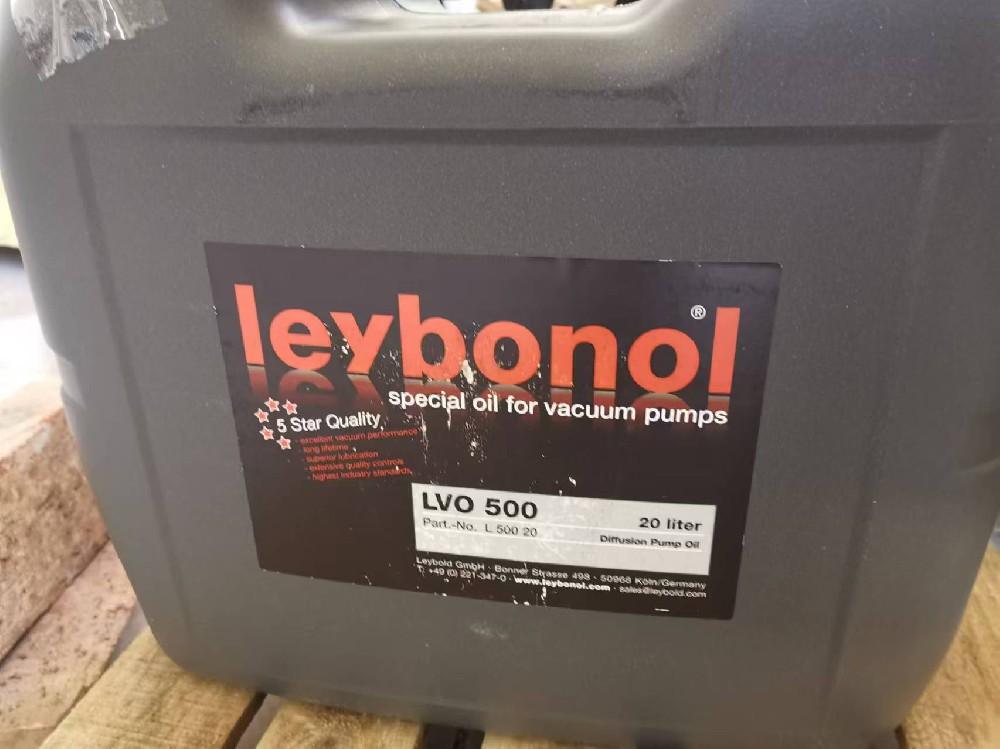 leybonol®
special oil for vacuum pumps
5 Star Quality
- excellent vacuum performance
- long lifetime
- superior lubrication
- extensive quality controls
- highest industry standards
LVO 500
20 liter
Part.-No. L 500 20
Diffusion Pump Oil
Leybold GmbH · Bonner Strasse 498 · 50968 Köln/Germany
T: +49 (0) 221-347-0 · www.leybonol.com · sales@leybold.com